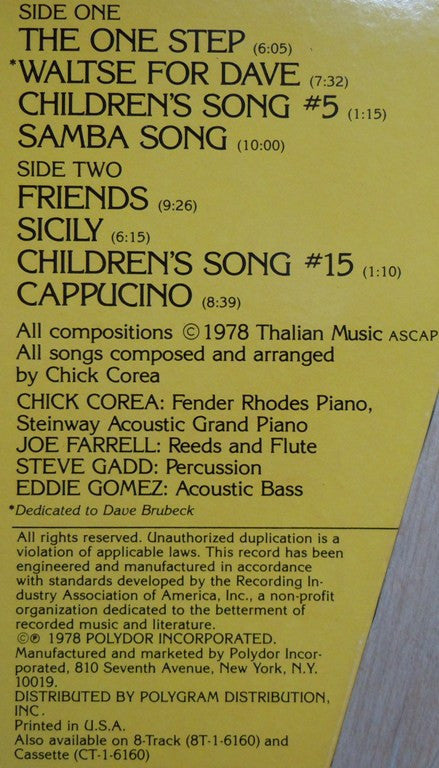 SIDE ONE
THE ONE STEP (6:05)
*WALTSE FOR DAVE (7:32)
CHILDREN'S SONG #5 (1:15)
SAMBA SONG (10:00)
SIDE TWO
FRIENDS (9:26)
SICILY (6:15)
CHILDREN'S SONG #15 (1:10)
CAPPUCINO (8:39)
All compositions ©1978 Thalian Music ASCAP
All songs composed and arranged
by Chick Corea
CHICK COREA: Fender Rhodes Piano,
Steinway Acoustic Grand Piano
JOE FARRELL: Reeds and Flute
STEVE GADD: Percussion
EDDIE GOMEZ: Acoustic Bass
*Dedicated to Dave Brubeck
All rights reserved. Unauthorized duplication is a
violation of applicable laws. This record has been
engineered and manufactured in accordance
with standards developed by the Recording In-
dustry Association of America, Inc., a non-profit
organization dedicated to the betterment of
recorded music and literature.
©℗ 1978 POLYDOR INCORPORATED.
Manufactured and marketed by Polydor Incor-
porated, 810 Seventh Avenue, New York, N.Y.
10019.
DISTRIBUTED BY POLYGRAM DISTRIBUTION,
INC.
Printed in U.S.A.
Also available on 8-Track (8T-1-6160) and
Cassette (CT-1-6160)